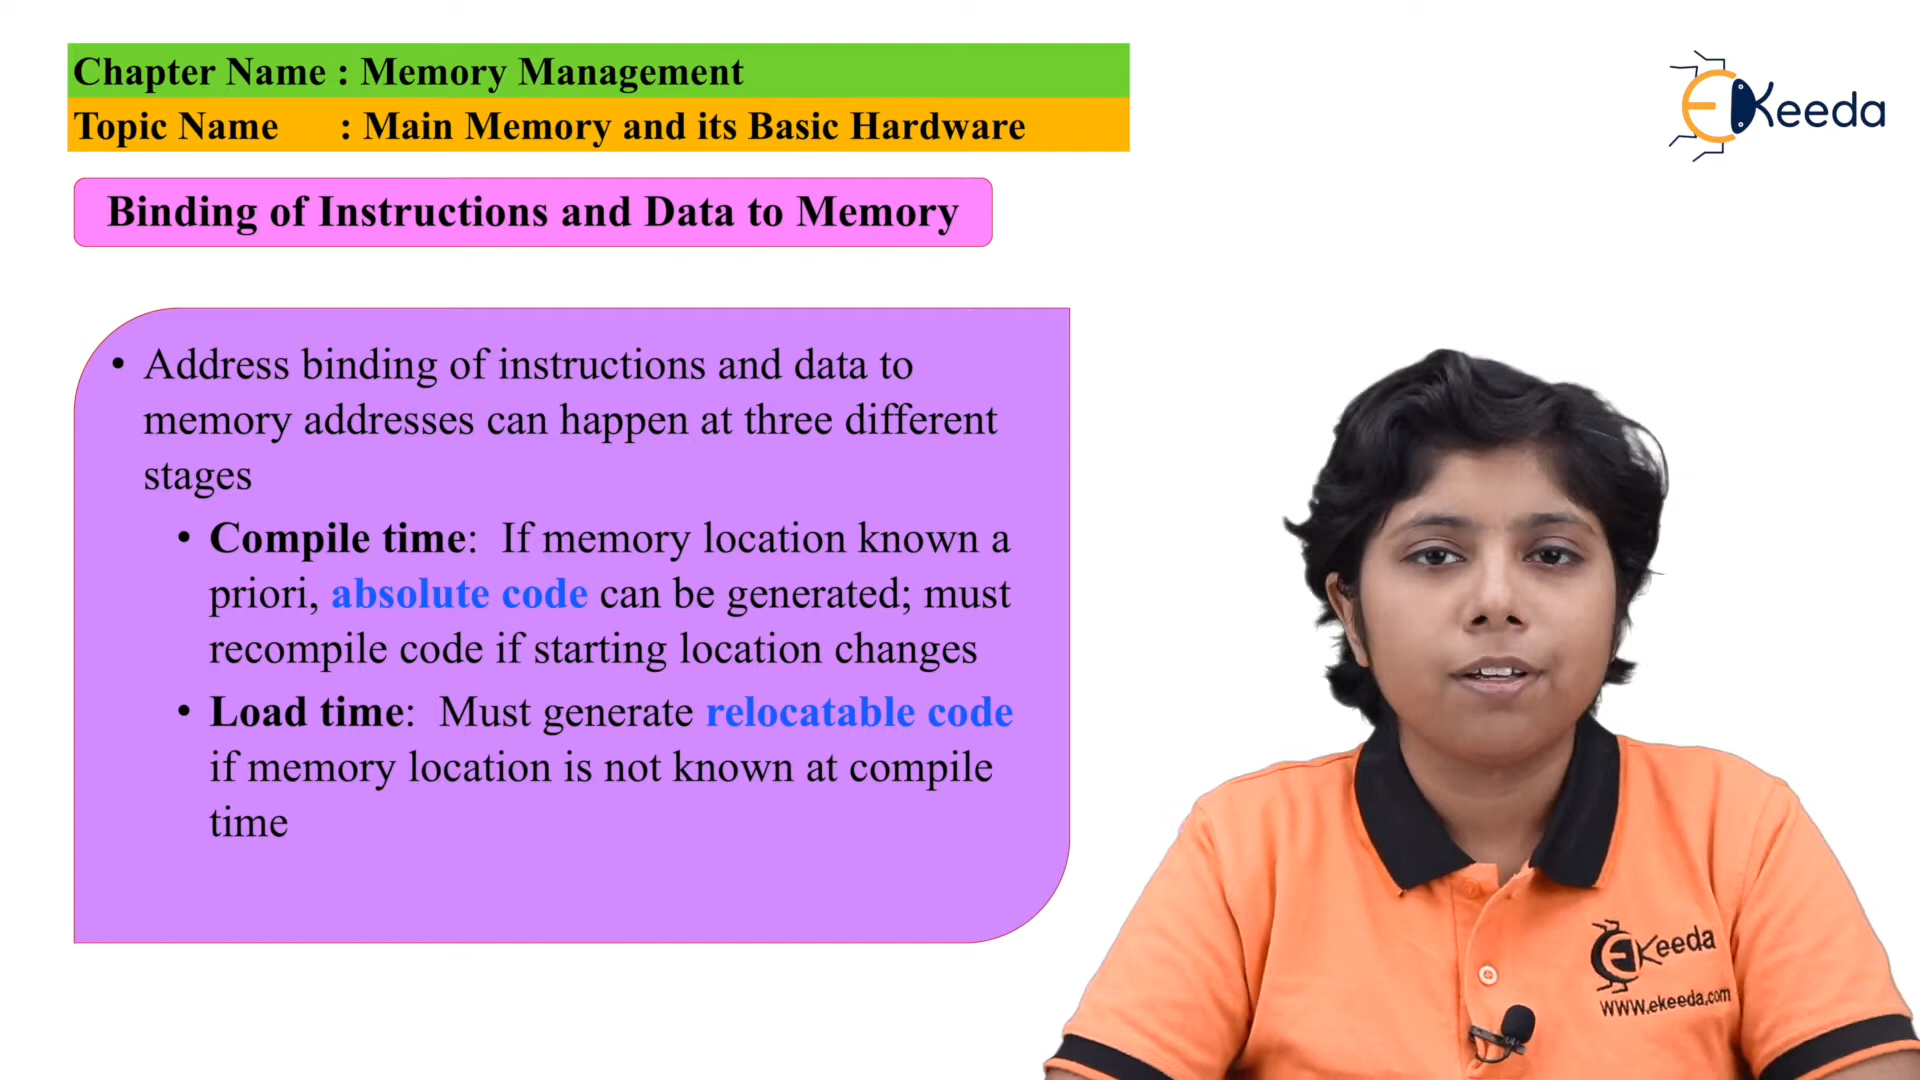 Chapter Name : Memory Management
Topic Name : Main Memory and its Basic Hardware
EKeeda
Binding of Instructions and Data to Memory
• Address binding of instructions and data to
memory addresses can happen at three different
stages
• Compile time: If memory location known a
priori, absolute code can be generated; must
recompile code if starting location changes
• Load time: Must generate relocatable code
if memory location is not known at compile
time
EKeeda
www.ekeeda.com